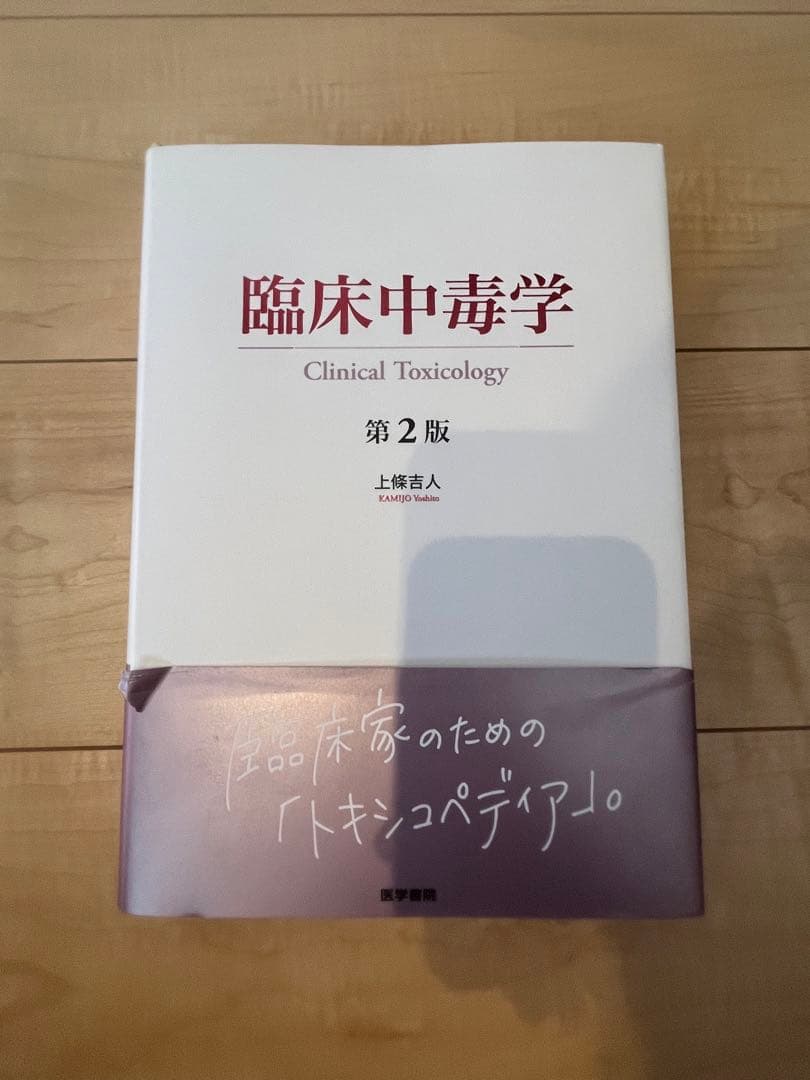 臨床中毒学
Clinical Toxicology
第2版
上條吉人
KAMIJO Yoshito
臨床家のための
「トキシコペディア」。
医学書院